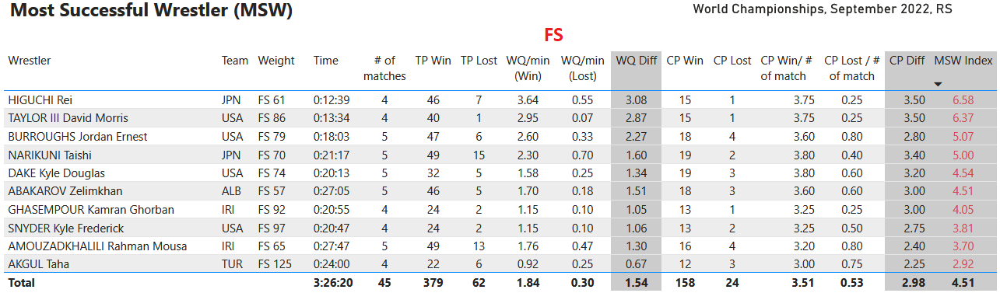 Most Successful Wrestler (MSW)
World Championships, September 2022, RS
FS
Wrestler Team Weight Time # of matches TP Win TP Lost WQ/min (Win) WQ/min (Lost) WQ Diff CP Win CP Lost CP Win/ # of match CP Lost / # of match CP Diff MSW Index
HIGUCHI Rei JPN FS 61 0:12:39 4 46 7 3.64 0.55 3.08 15 1 3.75 0.25 3.50 6.58
TAYLOR III David Morris USA FS 86 0:13:34 4 40 1 2.95 0.07 2.87 15 1 3.75 0.25 3.50 6.37
BURROUGHS Jordan Ernest USA FS 79 0:18:03 5 47 6 2.60 0.33 2.27 18 4 3.60 0.80 2.80 5.07
NARIKUNI Taishi JPN FS 70 0:21:17 5 49 15 2.30 0.70 1.60 19 2 3.80 0.40 3.40 5.00
DAKE Kyle Douglas USA FS 74 0:20:13 5 32 5 1.58 0.25 1.34 19 3 3.80 0.60 3.20 4.54
ABAKAROV Zelimkhan ALB FS 57 0:27:05 5 46 5 1.70 0.18 1.51 18 3 3.60 0.60 3.00 4.51
GHASEMPOUR Kamran Ghorban IRI FS 92 0:20:55 4 24 2 1.15 0.10 1.05 13 1 3.25 0.25 3.00 4.05
SNYDER Kyle Frederick USA FS 97 0:20:47 4 24 2 1.15 0.10 1.06 13 2 3.25 0.50 2.75 3.81
AMOUZADKHALILI Rahman Mousa IRI FS 65 0:27:47 5 49 13 1.76 0.47 1.30 16 4 3.20 0.80 2.40 3.70
AKGUL Taha TUR FS 125 0:24:00 4 22 6 0.92 0.25 0.67 12 3 3.00 0.75 2.25 2.92
Total 3:26:20 45 379 62 1.84 0.30 1.54 158 24 3.51 0.53 2.98 4.51